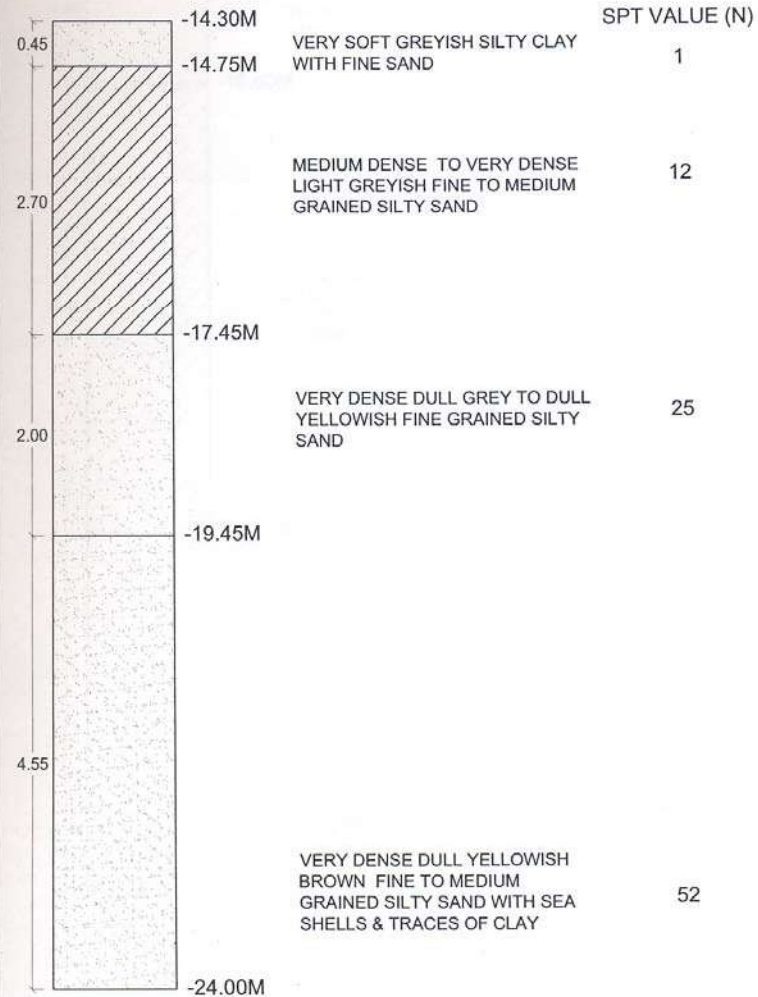 SPT VALUE (N)
-14.30M
0.45
VERY SOFT GREYISH SILTY CLAY
WITH FINE SAND
1
-14.75M
MEDIUM DENSE TO VERY DENSE
LIGHT GREYISH FINE TO MEDIUM
GRAINED SILTY SAND
12
2.70
-17.45M
VERY DENSE DULL GREY TO DULL
YELLOWISH FINE GRAINED SILTY
SAND
25
2.00
-19.45M
4.55
VERY DENSE DULL YELLOWISH
BROWN FINE TO MEDIUM
GRAINED SILTY SAND WITH SEA
SHELLS & TRACES OF CLAY
52
-24.00M